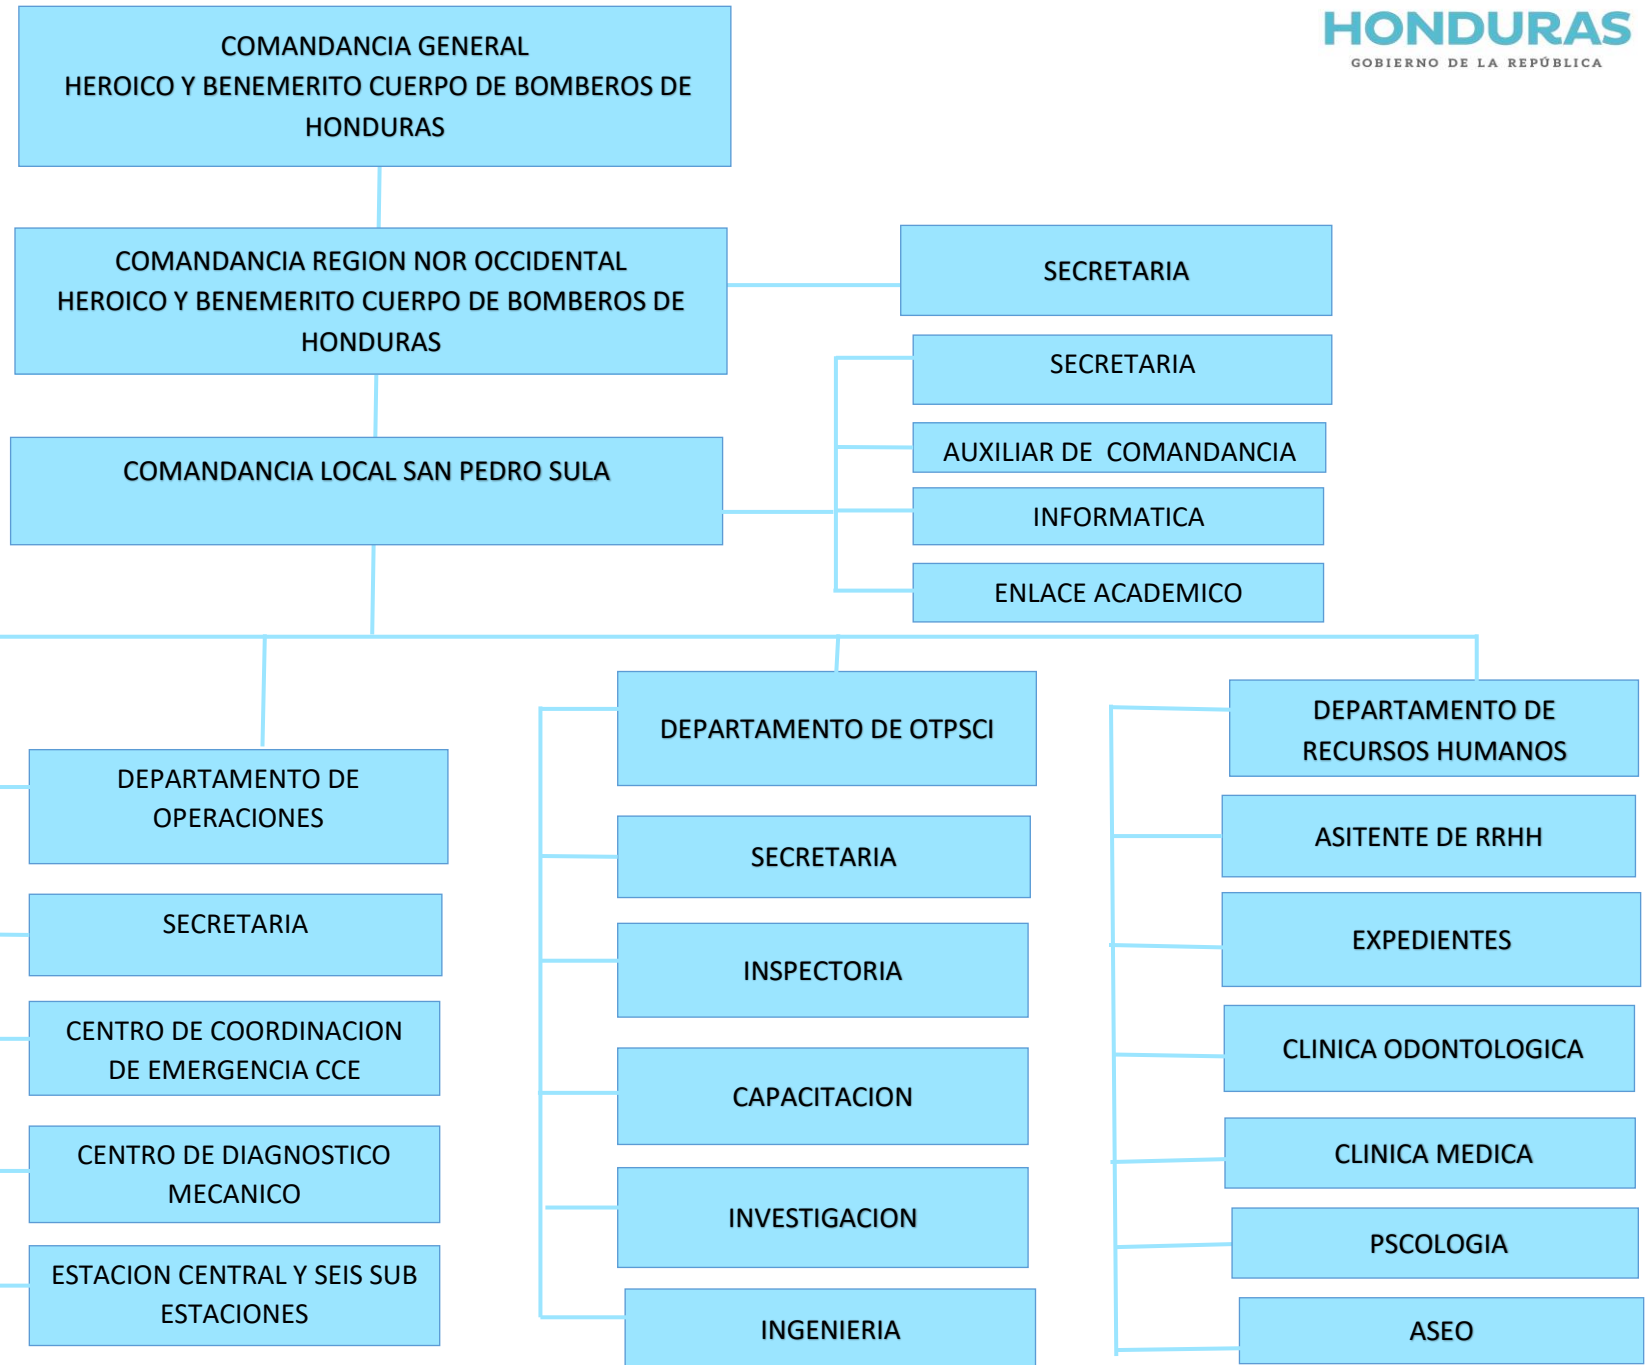 HONDURAS
GOBIERNO DE LA REPÚBLICA
COMANDANCIA GENERAL
HEROICO Y BENEMERITO CUERPO DE BOMBEROS DE
HONDURAS
COMANDANCIA REGION NOR OCCIDENTAL
HEROICO Y BENEMERITO CUERPO DE BOMBEROS DE
HONDURAS
SECRETARIA
COMANDANCIA LOCAL SAN PEDRO SULA
SECRETARIA
AUXILIAR DE COMANDANCIA
INFORMATICA
ENLACE ACADEMICO
DEPARTAMENTO DE
OPERACIONES
SECRETARIA
CENTRO DE COORDINACION
DE EMERGENCIA CCE
CENTRO DE DIAGNOSTICO
MECANICO
ESTACION CENTRAL Y SEIS SUB
ESTACIONES
DEPARTAMENTO DE OTPSCI
SECRETARIA
INSPECTORIA
CAPACITACION
INVESTIGACION
INGENIERIA
DEPARTAMENTO DE
RECURSOS HUMANOS
ASITENTE DE RRHH
EXPEDIENTES
CLINICA ODONTOLOGICA
CLINICA MEDICA
PSCOLOGIA
ASEO